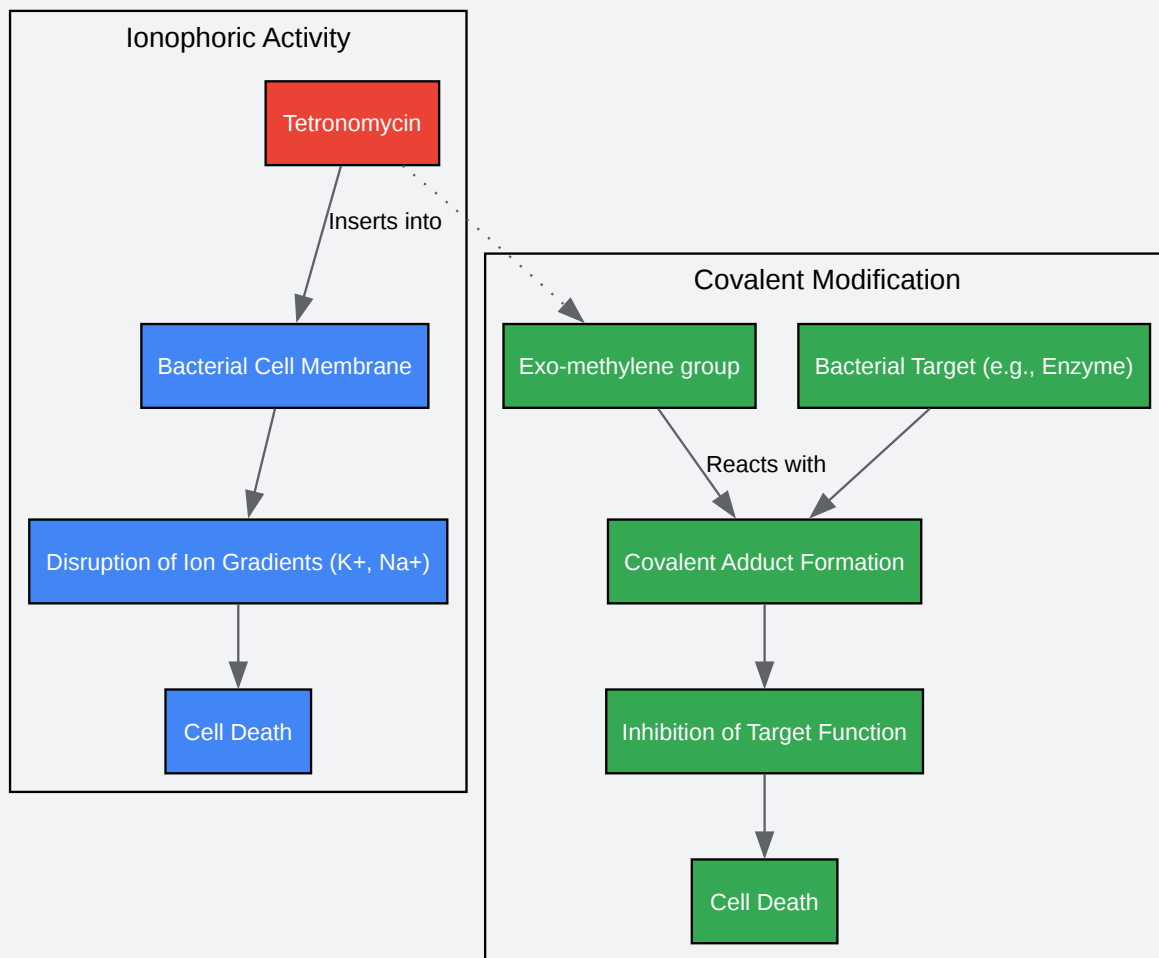 Ionophoric Activity
Tetronomycin
Inserts into
Bacterial Cell Membrane
Disruption of Ion Gradients (K+, Na+)
Cell Death
Covalent Modification
Exo-methylene group
Bacterial Target (e.g., Enzyme)
Reacts with
Covalent Adduct Formation
Inhibition of Target Function
Cell Death